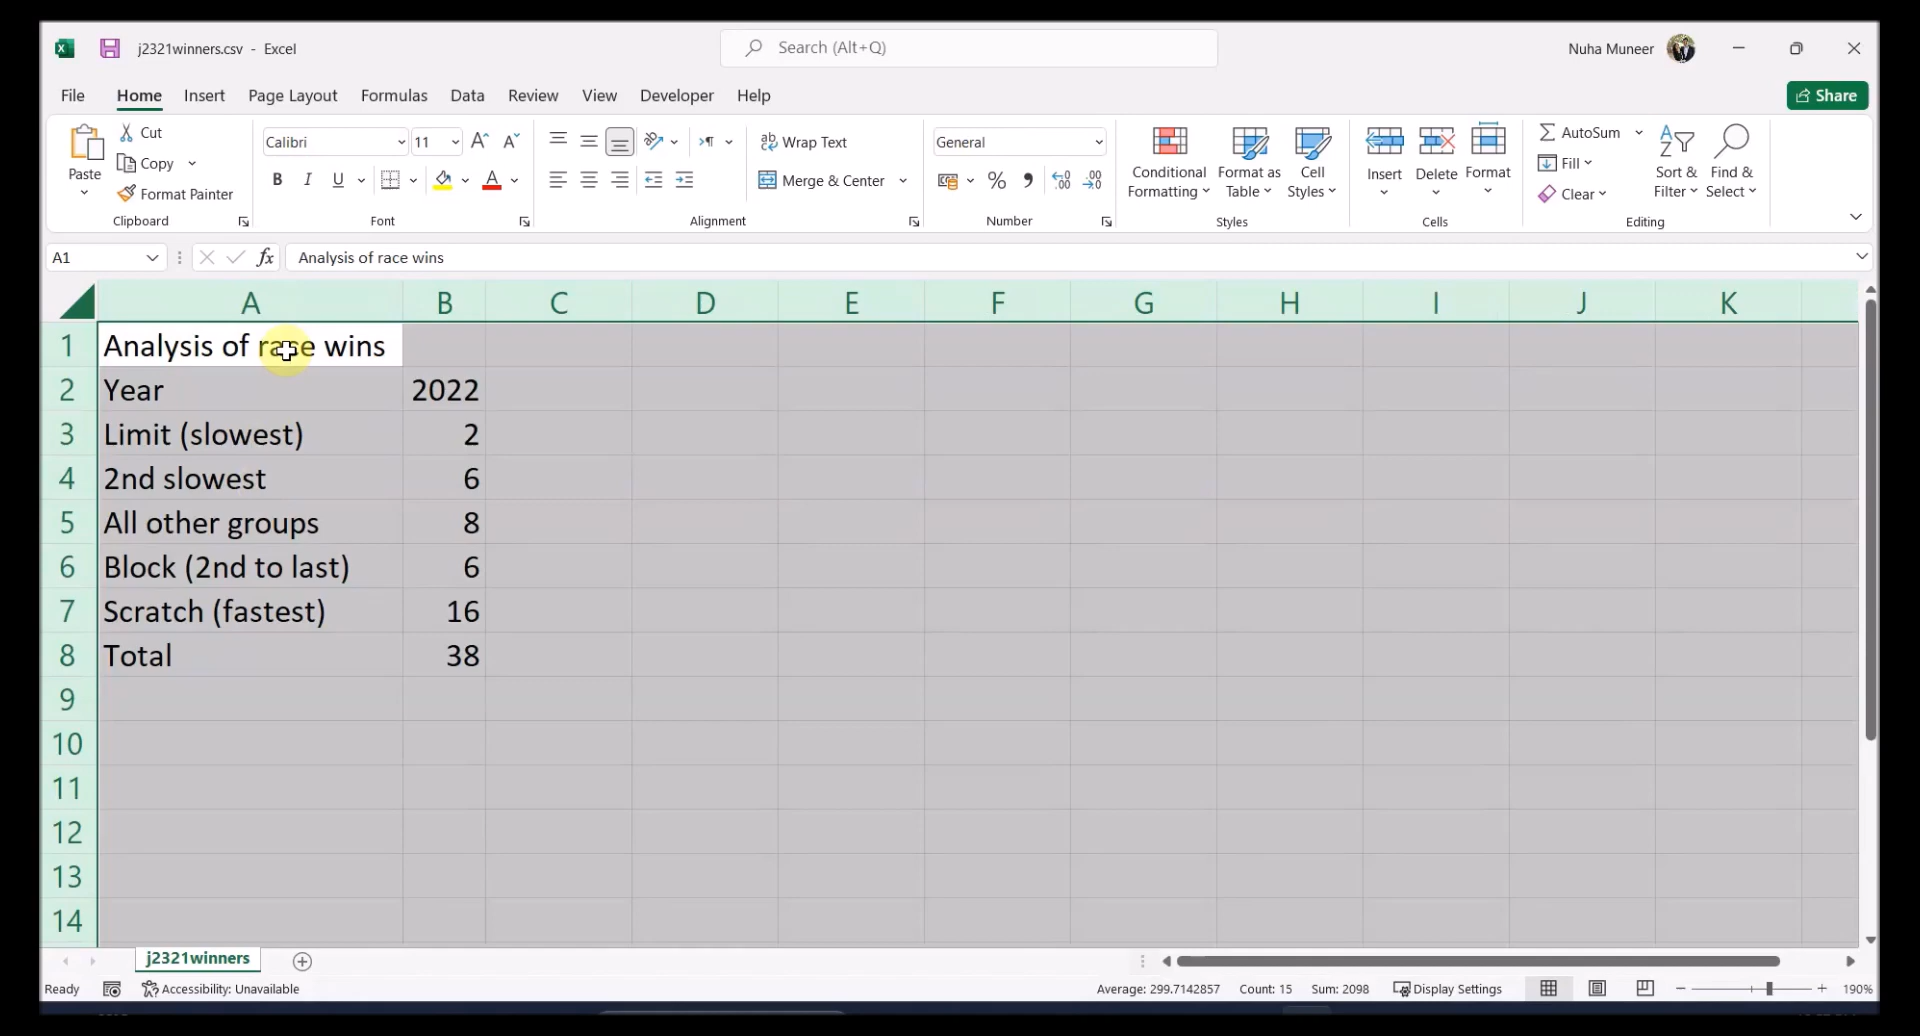 j2321winners.csv - Excel
Search (Alt+Q)
Nuha Muneer
File Home Insert Page Layout Formulas Data Review View Developer Help
Share
Paste
Cut
Copy
Format Painter
Clipboard
Calibri 11
B I U
Font
Wrap Text
Merge & Center
Alignment
General
Number
Conditional Formatting
Format as Table
Cell Styles
Styles
Insert
Delete
Format
Cells
AutoSum
Fill
Clear
Sort & Filter
Find & Select
Editing
A1
fx
Analysis of race wins
A B C D E F G H I J K
1 Analysis of race wins
2 Year 2022
3 Limit (slowest) 2
4 2nd slowest 6
5 All other groups 8
6 Block (2nd to last) 6
7 Scratch (fastest) 16
8 Total 38
9
10
11
12
13
14
j2321winners
Ready
Accessibility: Unavailable
Average: 299.7142857 Count: 15 Sum: 2098
Display Settings
190%